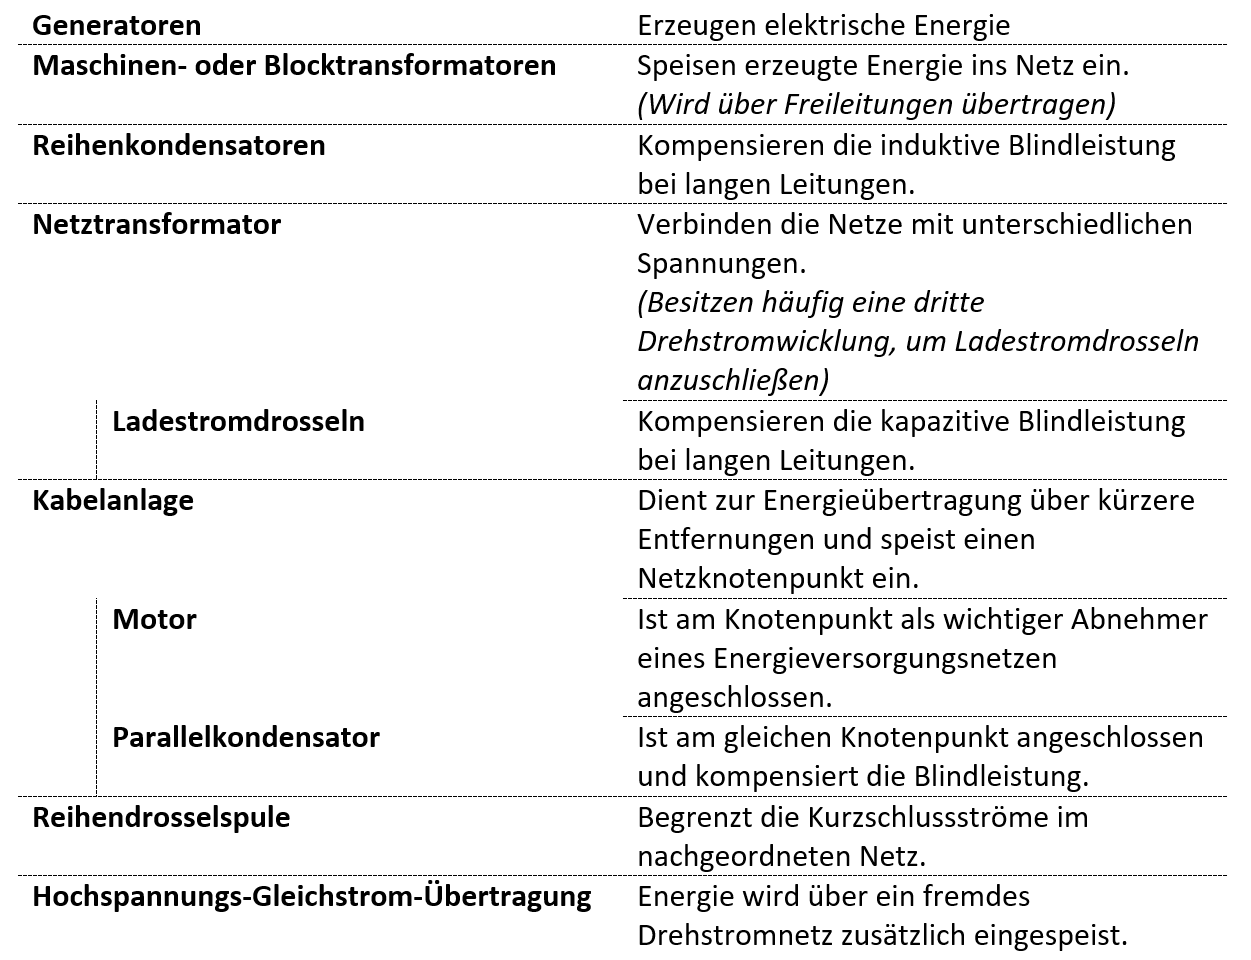 Generatoren
Erzeugen elektrische Energie
Maschinen- oder Blocktransformatoren
Speisen erzeugte Energie ins Netz ein.
(Wird über Freileitungen übertragen)
Reihenkondensatoren
Kompensieren die induktive Blindleistung
bei langen Leitungen.
Netztransformator
Verbinden die Netze mit unterschiedlichen
Spannungen.
(Besitzen häufig eine dritte
Drehstromwicklung, um Ladestromdrosseln
anzuschließen)
Ladestromdrosseln
Kompensieren die kapazitive Blindleistung
bei langen Leitungen.
Kabelanlage
Dient zur Energieübertragung über kürzere
Entfernungen und speist einen
Netzknotenpunkt ein.
Motor
Ist am Knotenpunkt als wichtiger Abnehmer
eines Energieversorgungsnetzen
angeschlossen.
Parallelkondensator
Ist am gleichen Knotenpunkt angeschlossen
und kompensiert die Blindleistung.
Reihendrosselspule
Begrenzt die Kurzschlussströme im
nachgeordneten Netz.
Hochspannungs-Gleichstrom-Übertragung
Energie wird über ein fremdes
Drehstromnetz zusätzlich eingespeist.